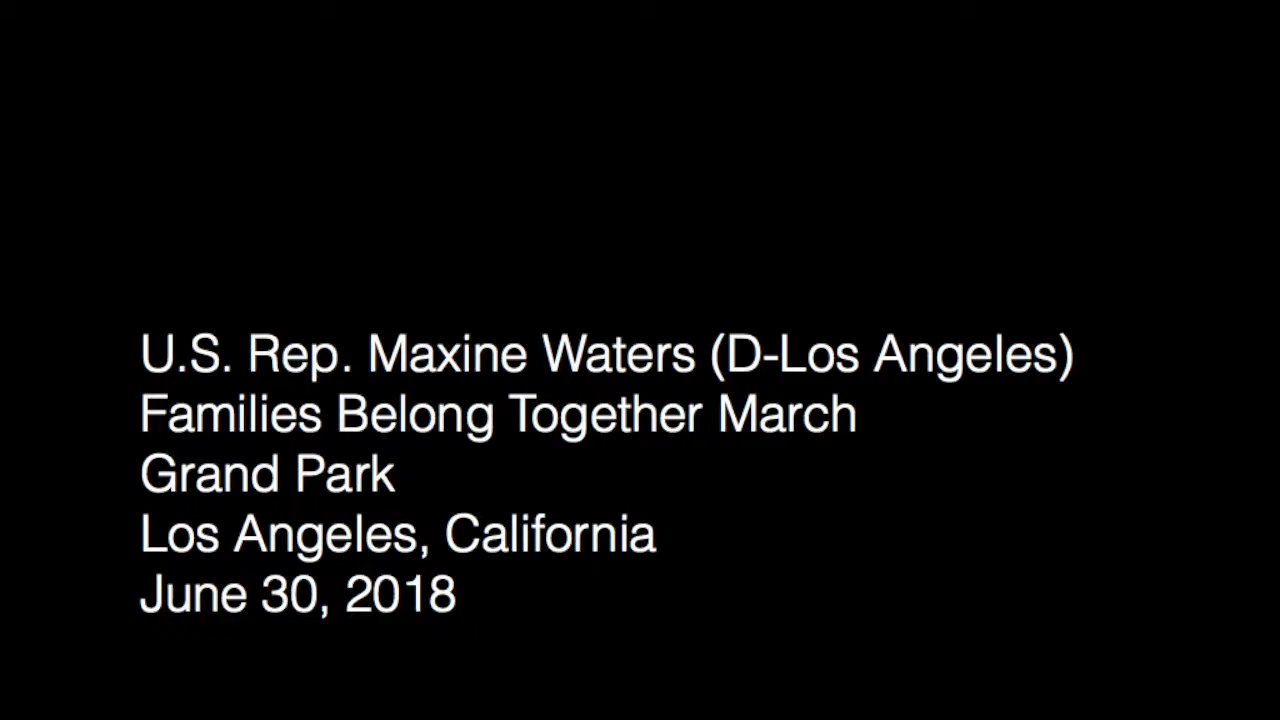 U.S. Rep. Maxine Waters (D-Los Angeles)
Families Belong Together March
Grand Park
Los Angeles, California
June 30, 2018